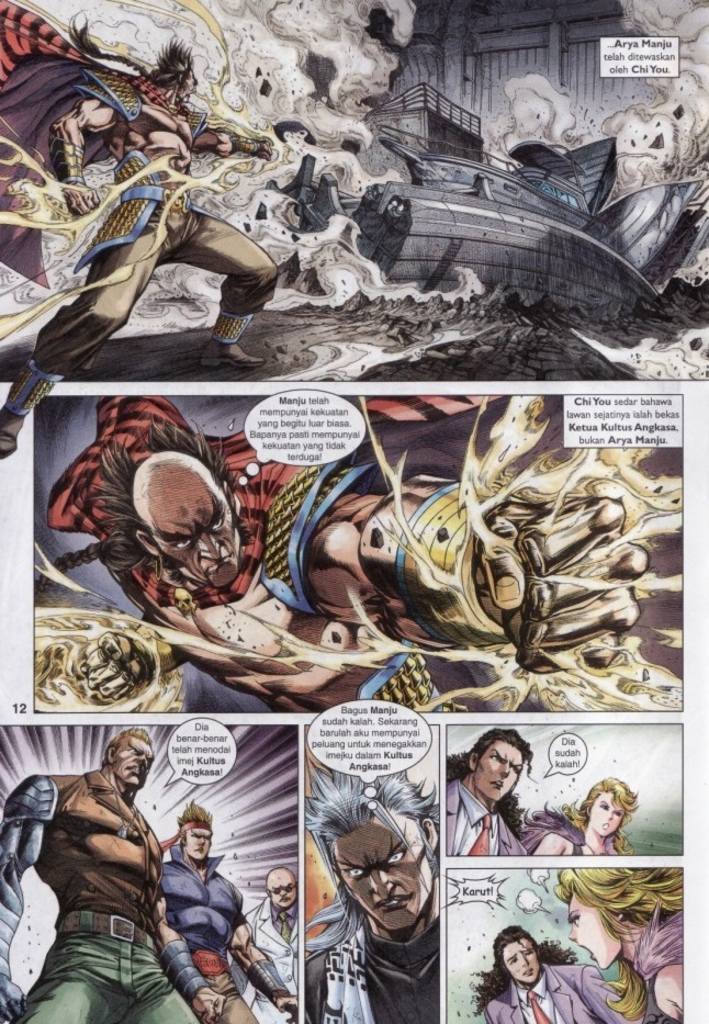 ...Arya Manju
telah ditewaskan
oleh Chi You.
Manju telah
mempunyai kekuatan
yang begitu luar biasa.
Bapanya pasti mempunyai
kekuatan yang tidak
terduga!
Chi You sedar bahawa
lawan sejatinya ialah bekas
Ketua Kultus Angkasa,
bukan Arya Manju.
12
Dia
benar-benar
telah menodai
imej Kultus
Angkasa!
Bagus Manju
sudah kalah. Sekarang
barulah aku mempunyai
peluang untuk menegakkan
imejku dalam Kultus
Angkasa!
Dia
sudah
kalah!
Karut!